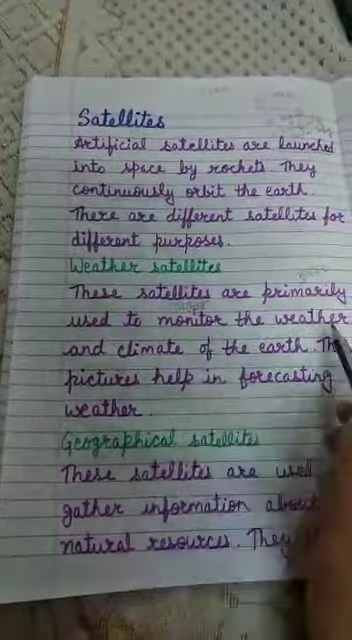 Satellites
Artificial satellites are launched
into space by rockets. They
continuously orbit the earth.
There are different satellites for
different purposes.
Weather satellites
These satellites are primarily
used to monitor the weather
and climate of the earth. The
pictures help in forecasting
weather.
Geographical satellites
These satellites are used
gather information about
natural resources. They